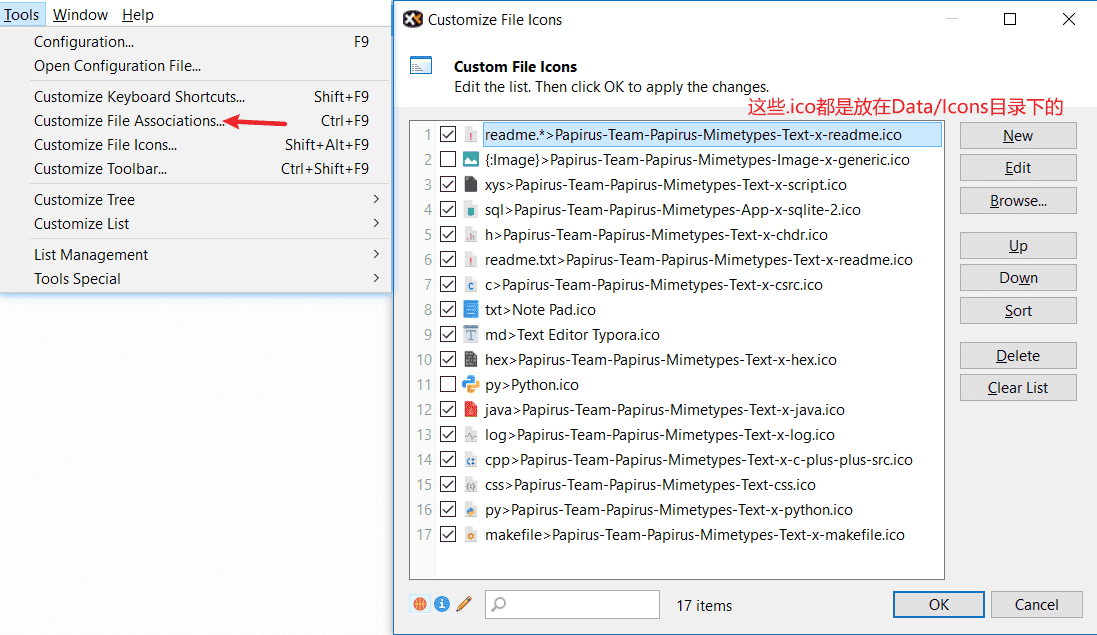 Tools Window Help
Configuration... F9
Open Configuration File...
Customize Keyboard Shortcuts... Shift+F9
Customize File Associations... Ctrl+F9
Customize File Icons... Shift+Alt+F9
Customize Toolbar... Ctrl+Shift+F9
Customize Tree
Customize List
List Management
Tools Special
Customize File Icons
Custom File Icons
Edit the list. Then click OK to apply the changes.
这些.ico都是放在Data/Icons目录下的
1 readme.*>Papirus-Team-Papirus-Mimetypes-Text-x-readme.ico
2 {:Image}>Papirus-Team-Papirus-Mimetypes-Image-x-generic.ico
3 xys>Papirus-Team-Papirus-Mimetypes-Text-x-script.ico
4 sql>Papirus-Team-Papirus-Mimetypes-App-x-sqlite-2.ico
5 h>Papirus-Team-Papirus-Mimetypes-Text-x-chdr.ico
6 readme.txt>Papirus-Team-Papirus-Mimetypes-Text-x-readme.ico
7 c>Papirus-Team-Papirus-Mimetypes-Text-x-csrc.ico
8 txt>Note Pad.ico
9 md>Text Editor Typora.ico
10 hex>Papirus-Team-Papirus-Mimetypes-Text-x-hex.ico
11 py>Python.ico
12 java>Papirus-Team-Papirus-Mimetypes-Text-x-java.ico
13 log>Papirus-Team-Papirus-Mimetypes-Text-x-log.ico
14 cpp>Papirus-Team-Papirus-Mimetypes-Text-x-c-plus-plus-src.ico
15 css>Papirus-Team-Papirus-Mimetypes-Text-css.ico
16 py>Papirus-Team-Papirus-Mimetypes-Text-x-python.ico
17 makefile>Papirus-Team-Papirus-Mimetypes-Text-x-makefile.ico
New
Edit
Browse...
Up
Down
Sort
Delete
Clear List
17 items
OK
Cancel